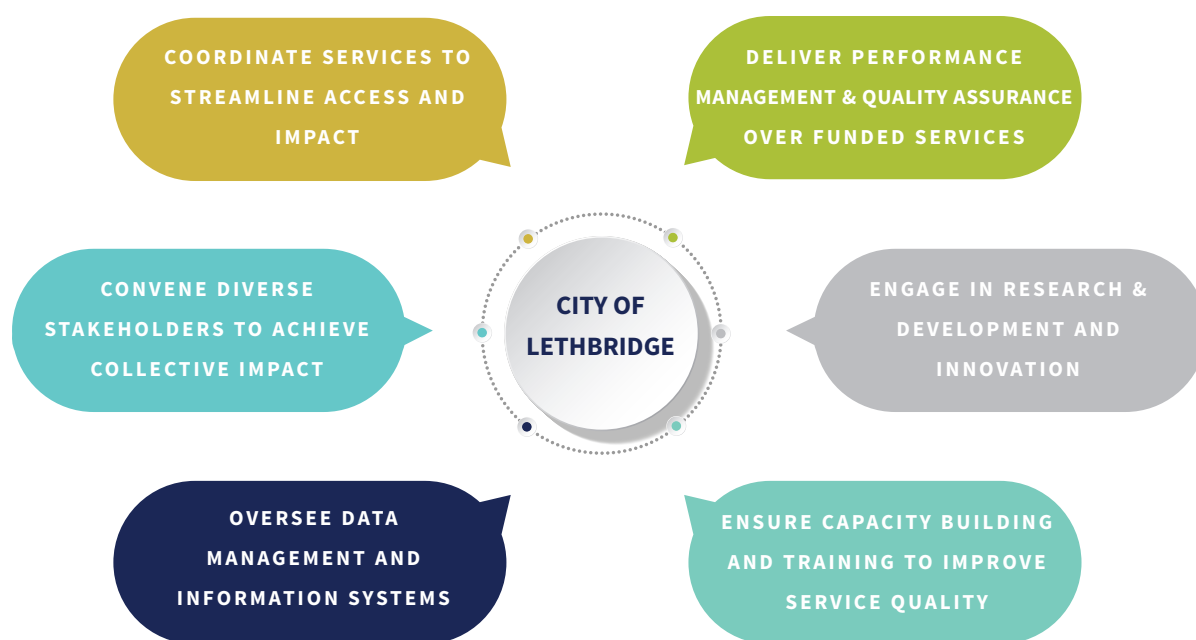 COORDINATE SERVICES TO
STREAMLINE ACCESS AND
IMPACT
DELIVER PERFORMANCE
MANAGEMENT & QUALITY ASSURANCE
OVER FUNDED SERVICES
CONVENE DIVERSE
STAKEHOLDERS TO ACHIEVE
COLLECTIVE IMPACT
CITY OF
LETHBRIDGE
ENGAGE IN RESEARCH &
DEVELOPMENT AND
INNOVATION
OVERSEE DATA
MANAGEMENT AND
INFORMATION SYSTEMS
ENSURE CAPACITY BUILDING
AND TRAINING TO IMPROVE
SERVICE QUALITY